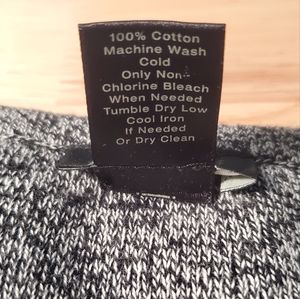 100% Cotton
Machine Wash
Cold
Only Non-
Chlorine Bleach
When Needed
Tumble Dry Low
Cool Iron
If Needed
Or Dry Clean